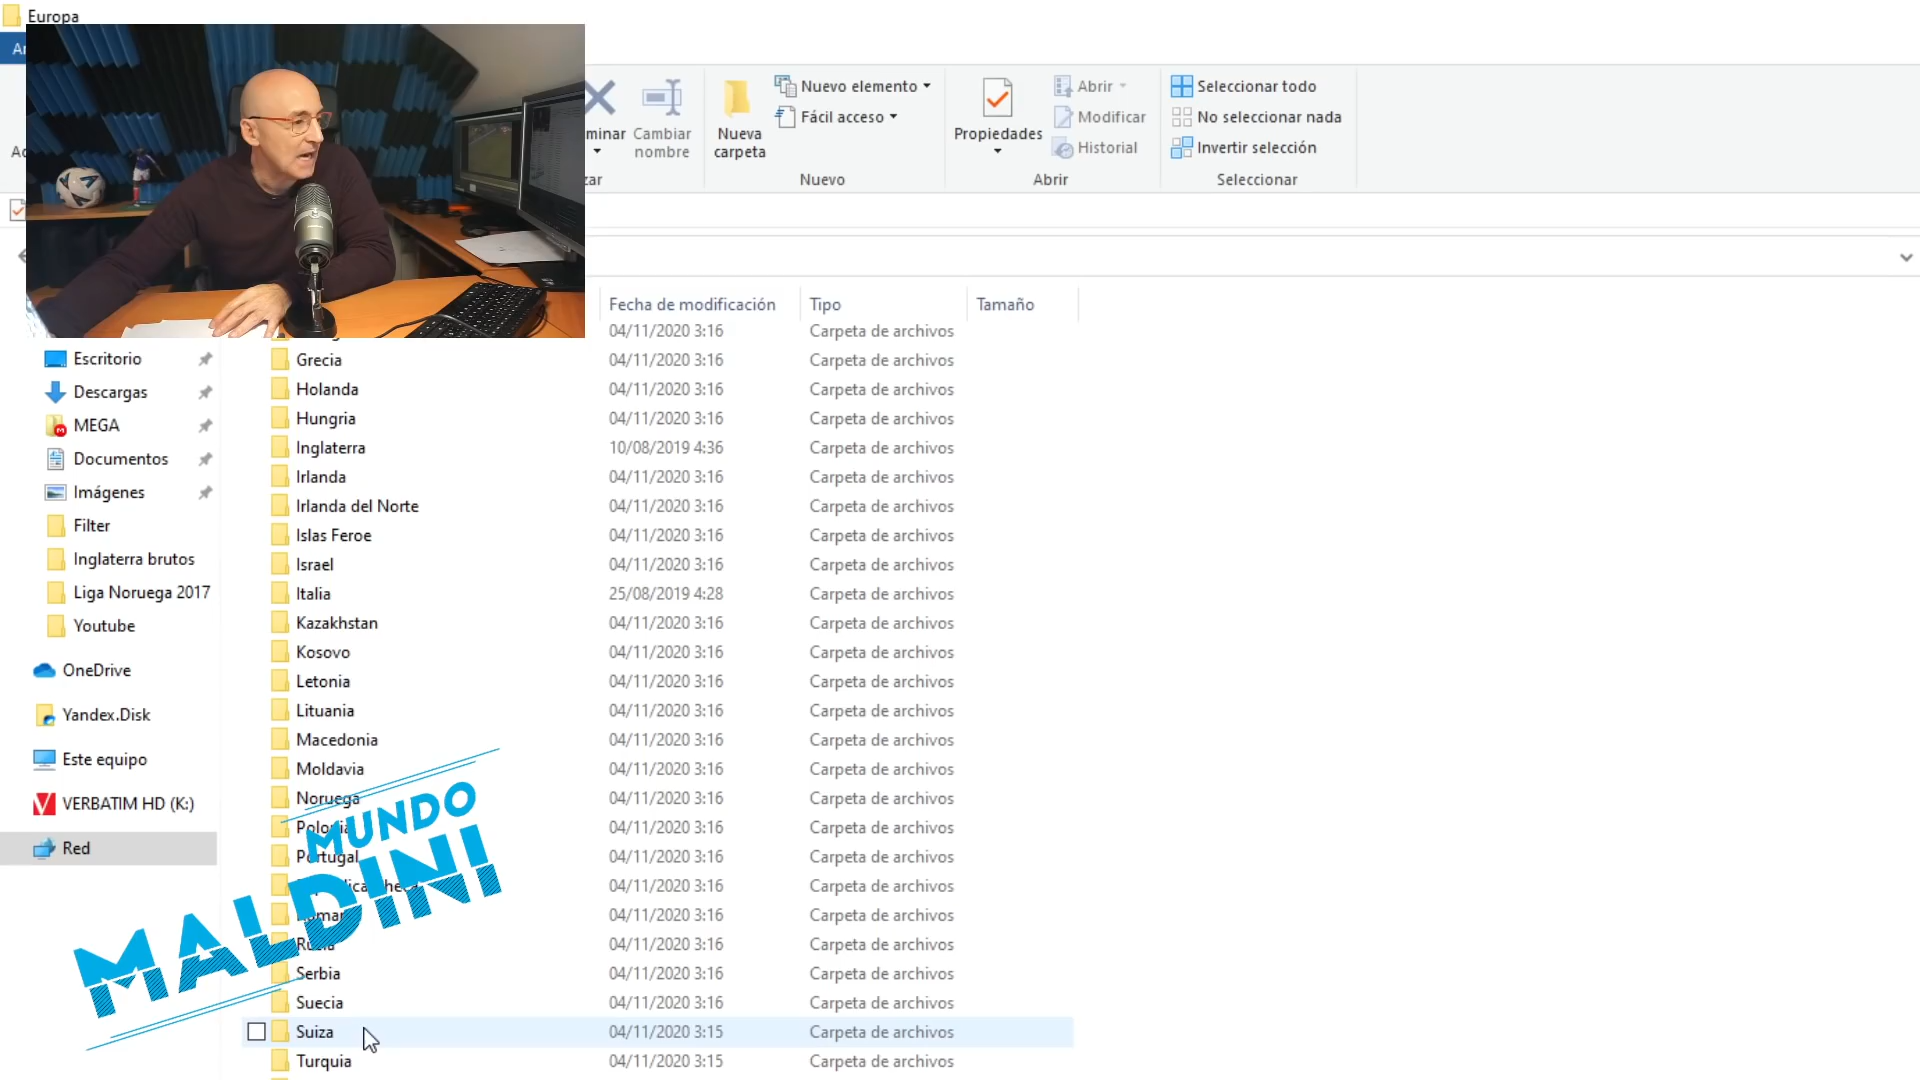 Europa
Nuevo elemento
Abrir
Seleccionar todo
Fácil acceso
Modificar
No seleccionar nada
Cambiar nombre
Nueva carpeta
Propiedades
Historial
Invertir selección
Nuevo
Abrir
Seleccionar
Fecha de modificación Tipo Tamaño
04/11/2020 3:16 Carpeta de archivos
Escritorio
Descargas
MEGA
Documentos
Imágenes
Filter
Inglaterra brutos
Liga Noruega 2017
Youtube
OneDrive
Yandex.Disk
Este equipo
VERBATIM HD (K:)
Red
Grecia 04/11/2020 3:16 Carpeta de archivos
Holanda 04/11/2020 3:16 Carpeta de archivos
Hungria 04/11/2020 3:16 Carpeta de archivos
Inglaterra 10/08/2019 4:36 Carpeta de archivos
Irlanda 04/11/2020 3:16 Carpeta de archivos
Irlanda del Norte 04/11/2020 3:16 Carpeta de archivos
Islas Feroe 04/11/2020 3:16 Carpeta de archivos
Israel 04/11/2020 3:16 Carpeta de archivos
Italia 25/08/2019 4:28 Carpeta de archivos
Kazakhstan 04/11/2020 3:16 Carpeta de archivos
Kosovo 04/11/2020 3:16 Carpeta de archivos
Letonia 04/11/2020 3:16 Carpeta de archivos
Lituania 04/11/2020 3:16 Carpeta de archivos
Macedonia 04/11/2020 3:16 Carpeta de archivos
Moldavia 04/11/2020 3:16 Carpeta de archivos
Noruega 04/11/2020 3:16 Carpeta de archivos
Polonia 04/11/2020 3:16 Carpeta de archivos
Portugal 04/11/2020 3:16 Carpeta de archivos
04/11/2020 3:16 Carpeta de archivos
04/11/2020 3:16 Carpeta de archivos
04/11/2020 3:16 Carpeta de archivos
Serbia 04/11/2020 3:16 Carpeta de archivos
Suecia 04/11/2020 3:16 Carpeta de archivos
Suiza 04/11/2020 3:15 Carpeta de archivos
Turquia 04/11/2020 3:15 Carpeta de archivos
MUNDO
MALDINI